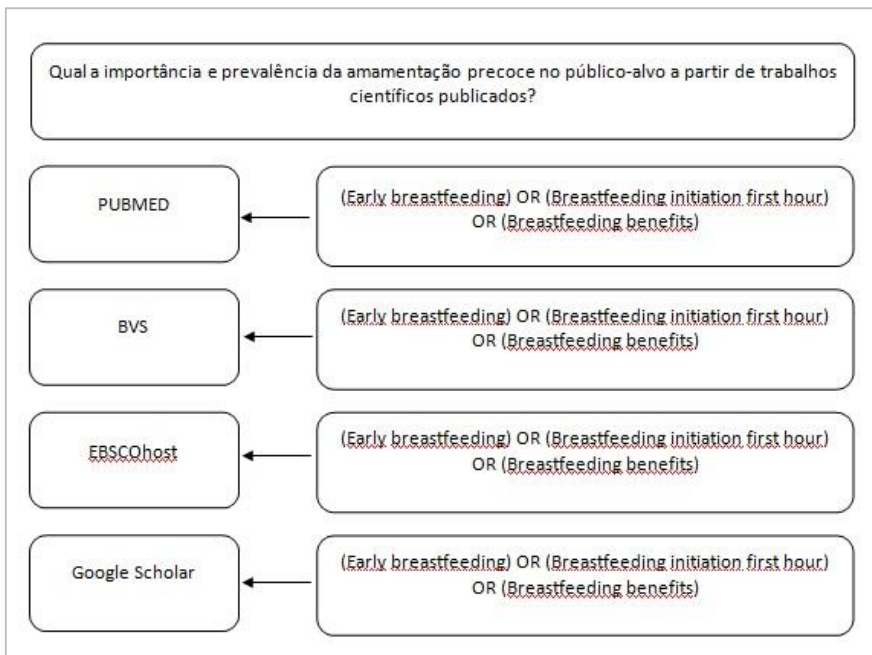 Qual a importância e prevalência da amamentação precoce no público-alvo a partir de trabalhos
científicos publicados?
PUBMED
(Early breastfeeding) OR (Breastfeeding initiation first hour)
OR (Breastfeeding benefits)
BVS
(Early breastfeeding) OR (Breastfeeding initiation first hour)
OR (Breastfeeding benefits)
EBSCOhost
(Early breastfeeding) OR (Breastfeeding initiation first hour)
OR (Breastfeeding benefits)
Google Scholar
(Early breastfeeding) OR (Breastfeeding initiation first hour)
OR (Breastfeeding benefits)